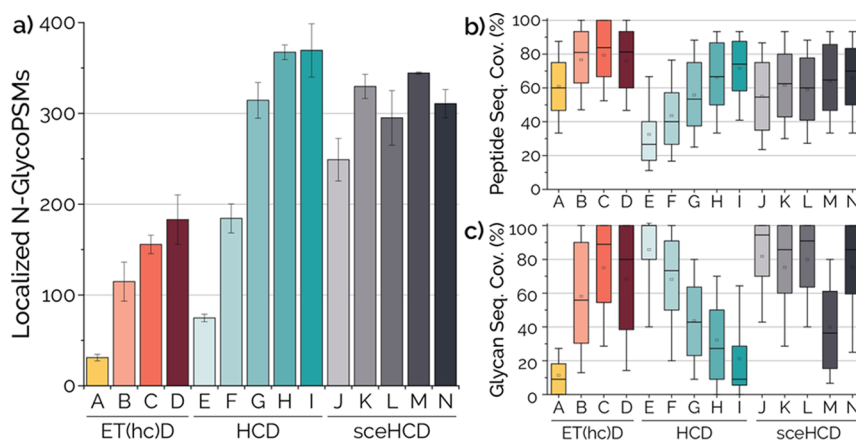 a)
Localized N-GlycoPSMs
400
300
200
100
0
A B C D E F G H I J K L M N
ET(hc)D HCD sceHCD
b)
Peptide Seq. Cov. (%)
100
80
60
40
20
0
A B C D E F G H I J K L M N
c)
Glycan Seq. Cov. (%)
100
80
60
40
20
0
A B C D E F G H I J K L M N
ET(hc)D HCD sceHCD